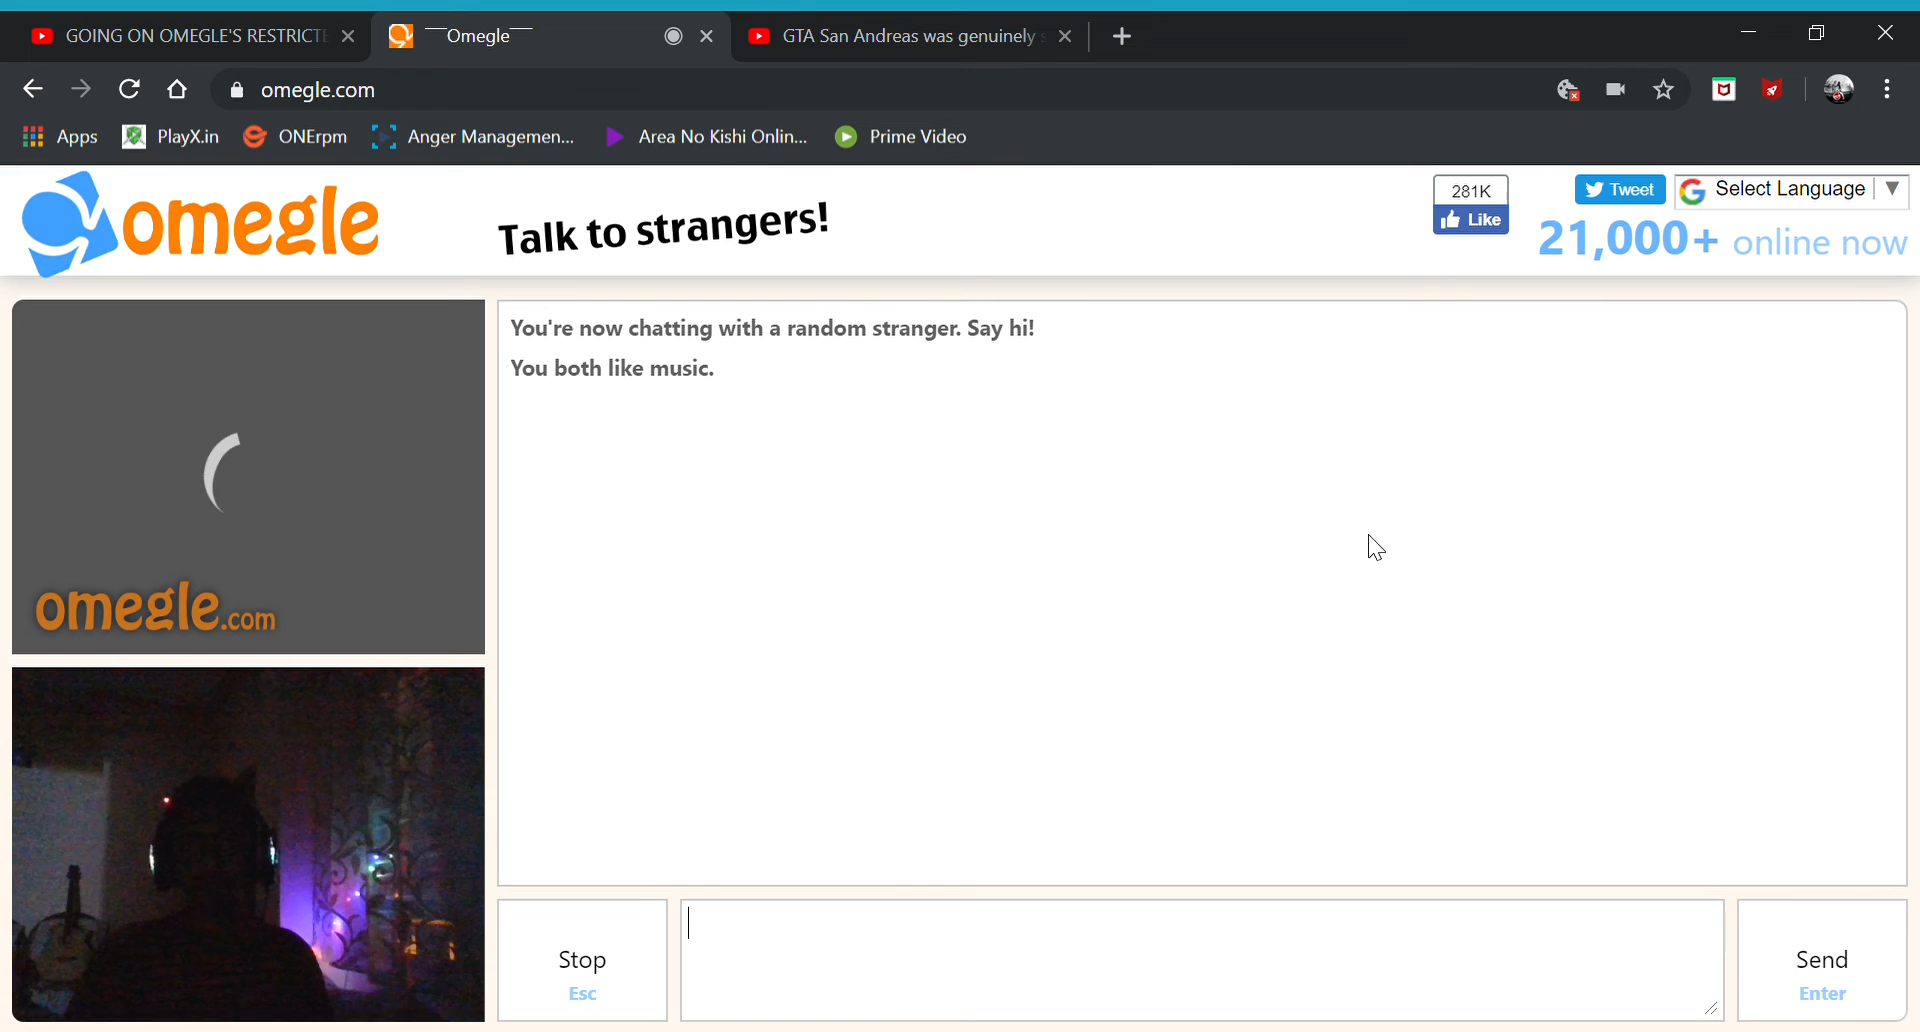 GOING ON OMEGLE'S RESTRICTE
Omegle
GTA San Andreas was genuinely s
omegle.com
Apps
PlayX.in
ONErpm
Anger Managemen...
Area No Kishi Onlin...
Prime Video
omegle
Talk to strangers!
281K
Like
Tweet
Select Language ▼
21,000+ online now
You're now chatting with a random stranger. Say hi!
You both like music.
omegle.com
Stop
Esc
Send
Enter